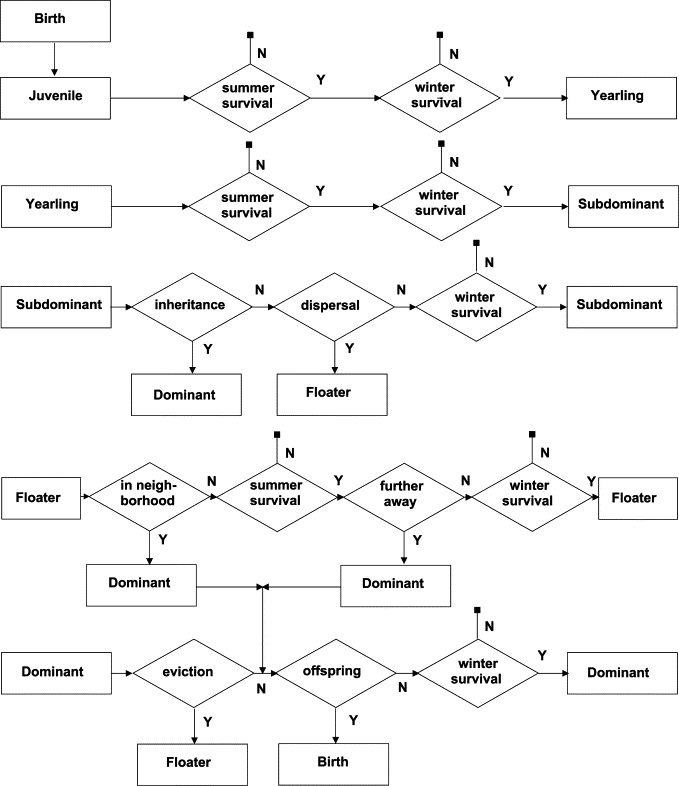 Birth
N
N
Juvenile
summer
survival
Y
winter
survival
Y
Yearling
N
N
Yearling
summer
survival
Y
winter
survival
Y
Subdominant
N
Subdominant
inheritance
N
dispersal
N
winter
survival
Y
Subdominant
Y
Y
Dominant
Floater
N
N
Floater
in neigh-
borhood
N
summer
survival
Y
further
away
N
winter
survival
Y
Floater
Y
Y
Dominant
Dominant
N
Dominant
eviction
N
offspring
N
winter
survival
Y
Dominant
Y
Y
Floater
Birth